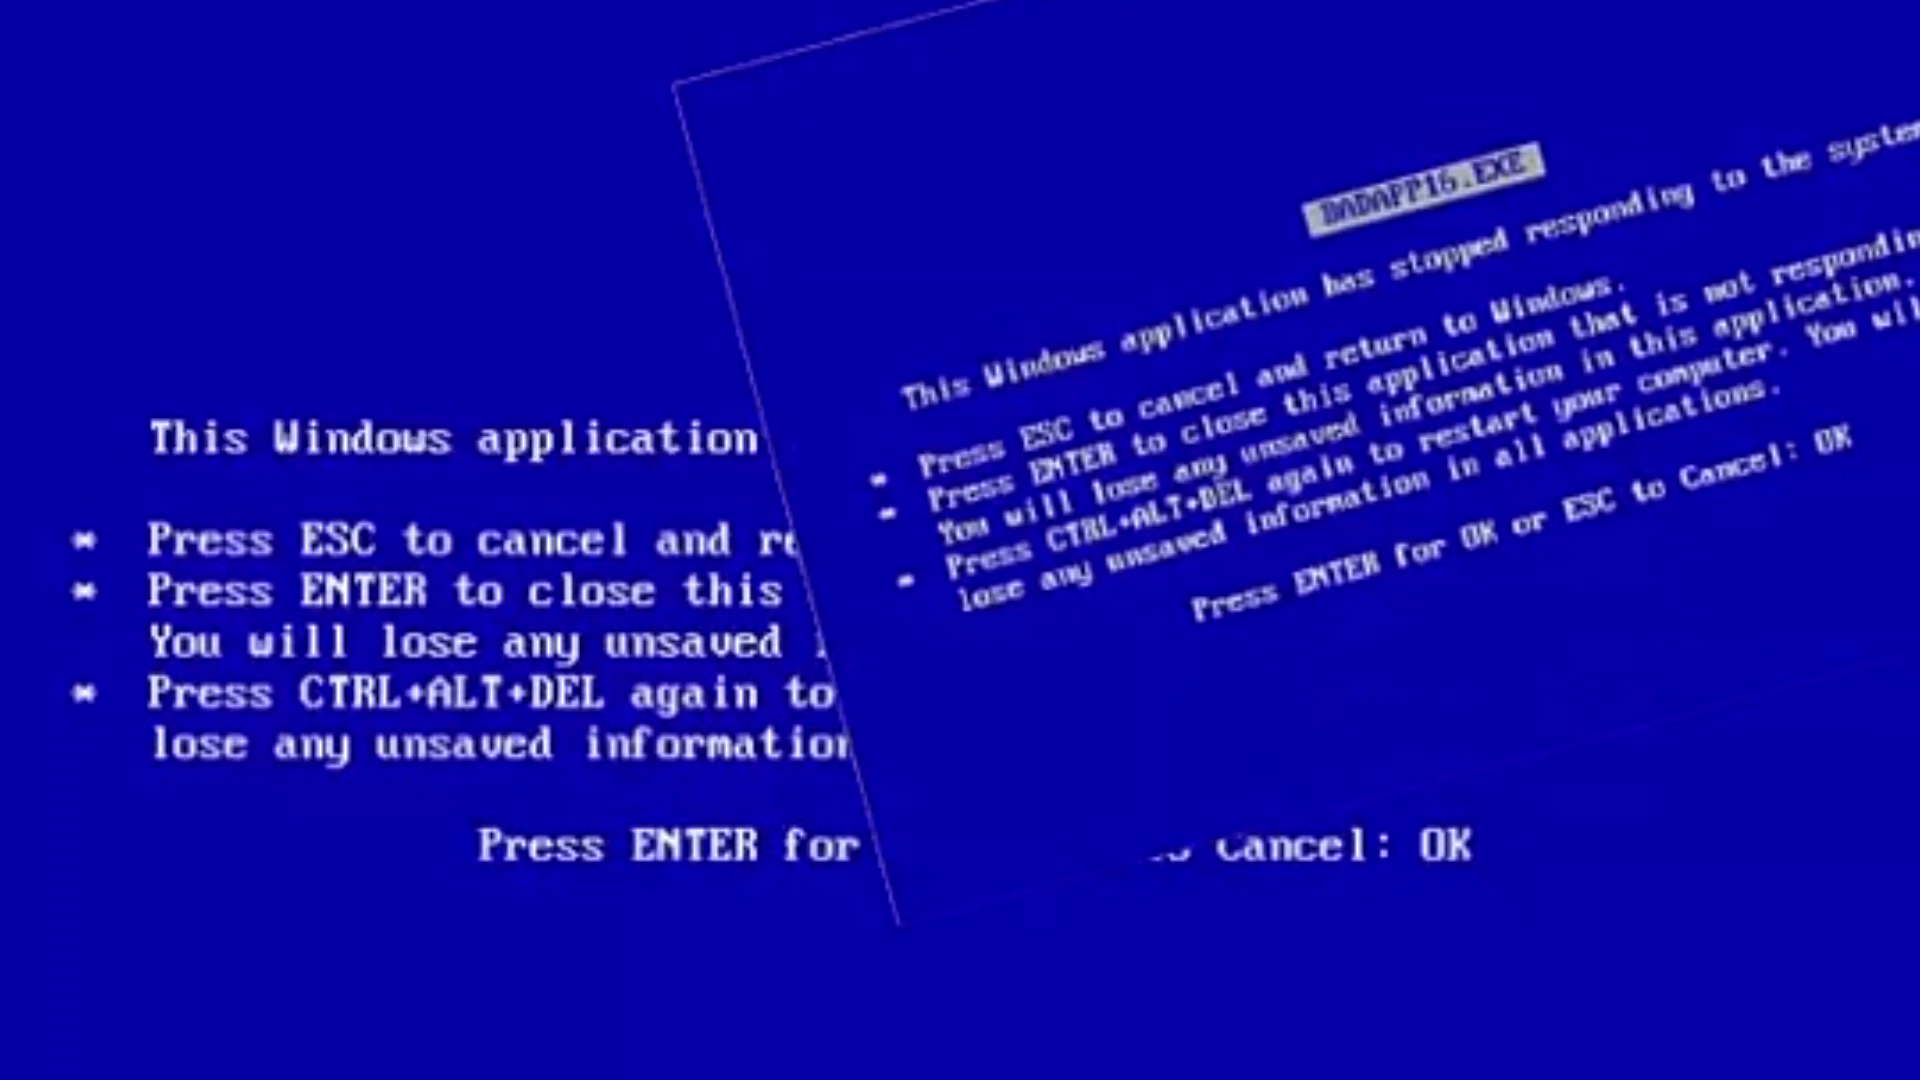 This Windows application
* Press ESC to cancel and re
* Press ENTER to close this
You will lose any unsaved
* Press CTRL+ALT+DEL again to
lose any unsaved information
Press ENTER for
Cancel: OK
BADAPP16.EXE
This Windows application has stopped responding to the system
* Press ESC to cancel and return to Windows.
* Press ENTER to close this application that is not responding
You will lose any unsaved information in this application.
* Press CTRL+ALT+DEL again to restart your computer. You will
lose any unsaved information in all applications.
Press ENTER for OK or ESC to Cancel: OK